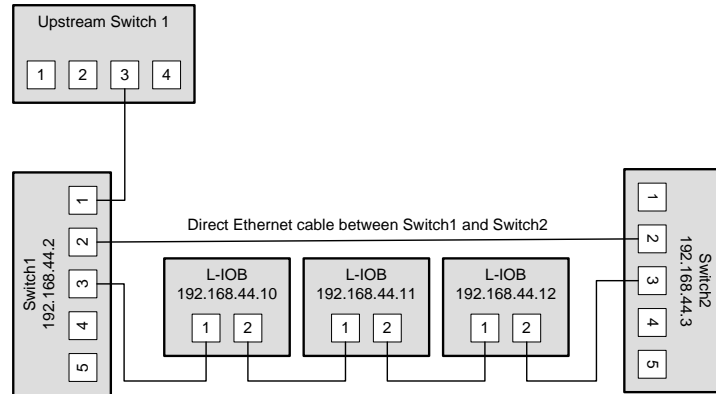 Upstream Switch 1
1 2 3 4
Switch1
192.168.44.2
1
2
3
4
5
Direct Ethernet cable between Switch1 and Switch2
L-IOB
192.168.44.10
1 2
L-IOB
192.168.44.11
1 2
L-IOB
192.168.44.12
1 2
Switch2
192.168.44.3
1
2
3
4
5